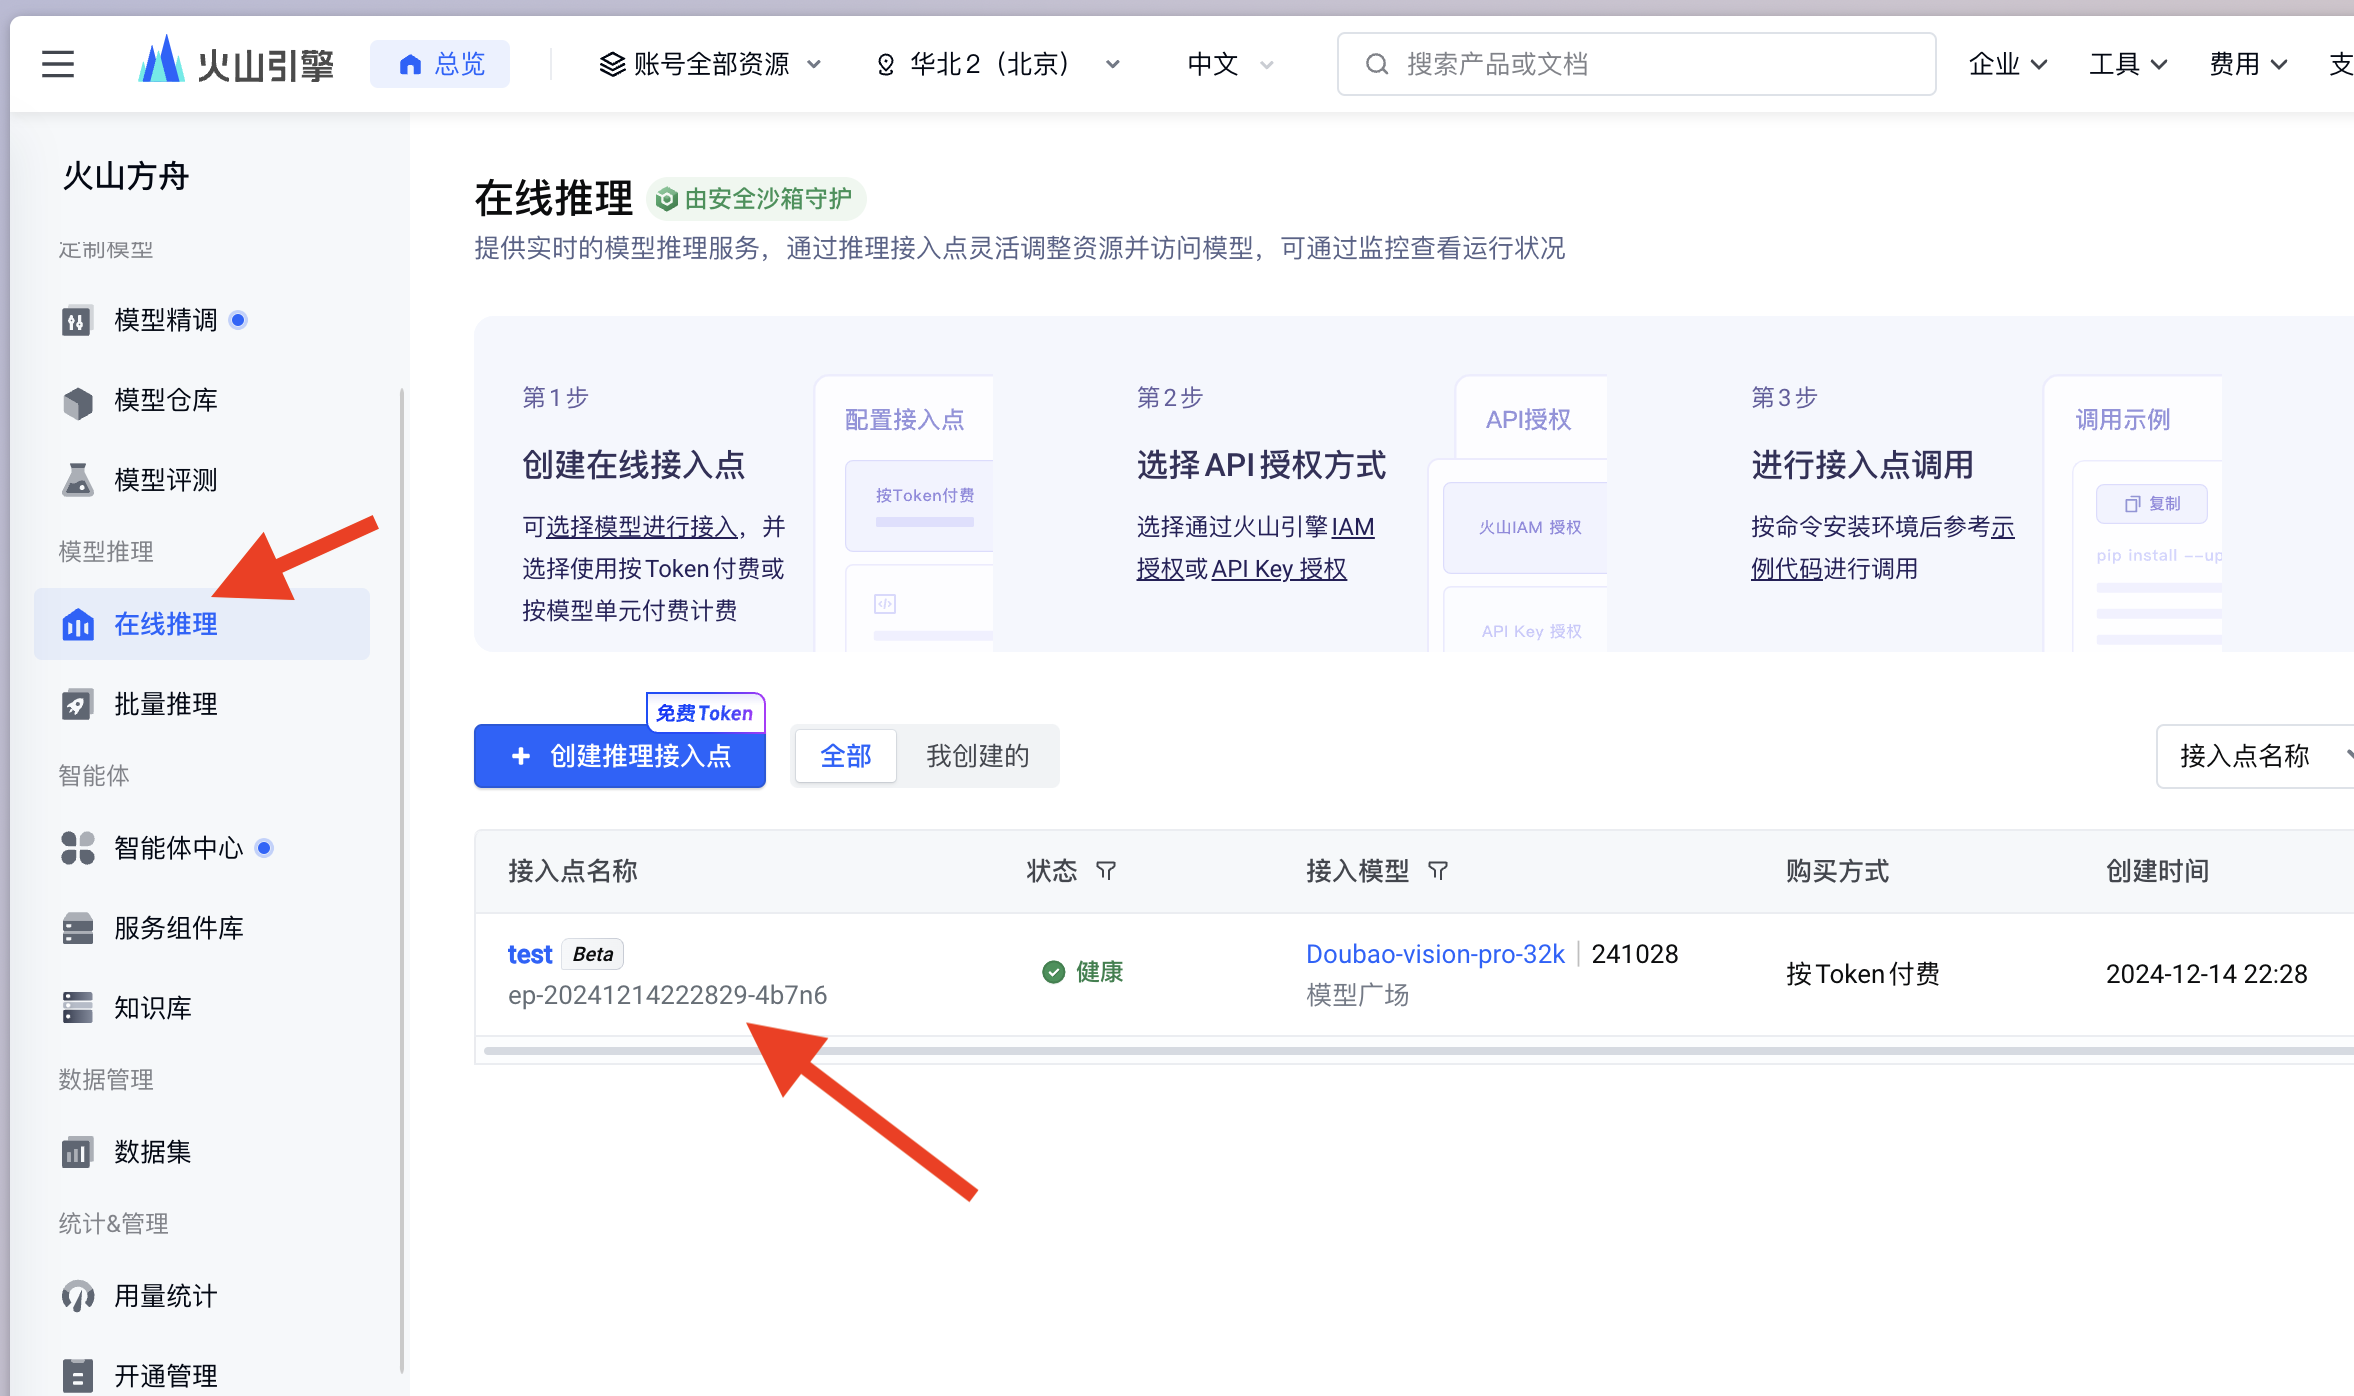 火山引擎
总览
账号全部资源
华北2（北京）
中文
搜索产品或文档
企业
工具
费用
支
火山方舟
定制模型
模型精调
模型仓库
模型评测
模型推理
在线推理
批量推理
智能体
智能体中心
服务组件库
知识库
数据管理
数据集
统计&管理
用量统计
开通管理
在线推理
由安全沙箱守护
提供实时的模型推理服务，通过推理接入点灵活调整资源并访问模型，可通过监控查看运行状况
第1步
创建在线接入点
可选择模型进行接入，并
选择使用按Token付费或
按模型单元付费计费
配置接入点
按Token付费
第2步
选择API授权方式
选择通过火山引擎IAM
授权或API Key 授权
API授权
火山IAM 授权
API Key 授权
第3步
进行接入点调用
按命令安装环境后参考示
例代码进行调用
调用示例
复制
pip install --up
免费Token
+ 创建推理接入点
全部
我创建的
接入点名称
接入点名称
状态
接入模型
购买方式
创建时间
test Beta
ep-20241214222829-4b7n6
健康
Doubao-vision-pro-32k | 241028
模型广场
按Token付费
2024-12-14 22:28